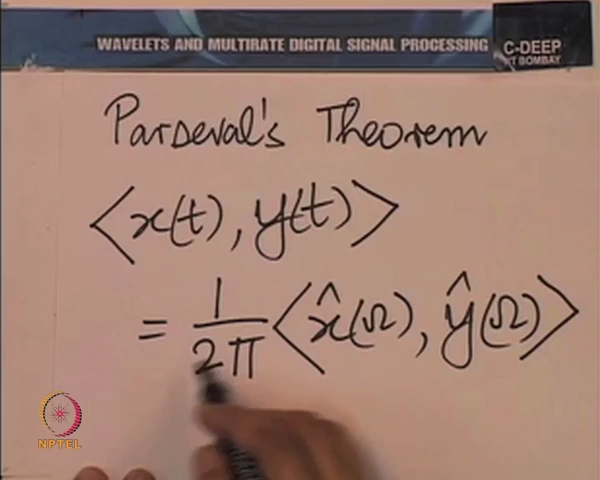 WAVELETS AND MULTIRATE DIGITAL SIGNAL PROCESSING
C-DEEP
IIT BOMBAY
Parseval's Theorem
⟨x(t), y(t)⟩
= 1/2π ⟨x̂(Ω), ŷ(Ω)⟩
NPTEL